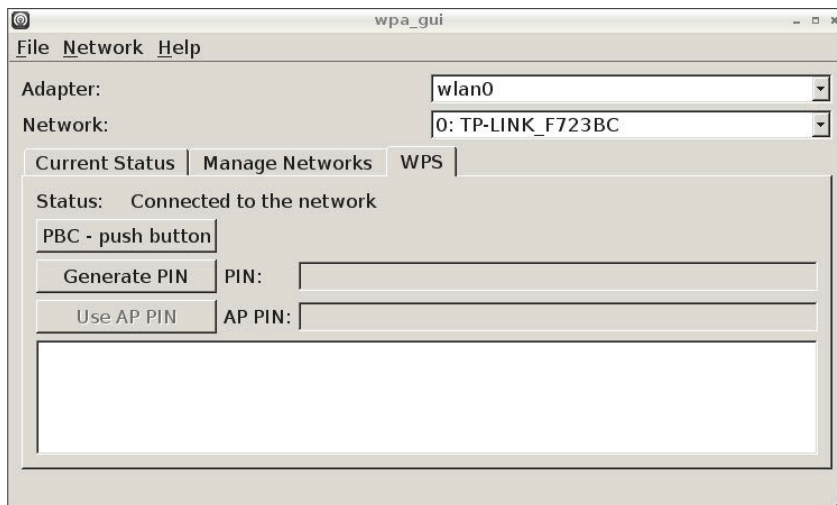 wpa_gui
File Network Help
Adapter: wlan0
Network: 0: TP-LINK_F723BC
Current Status Manage Networks WPS
Status: Connected to the network
PBC - push button
Generate PIN PIN:
Use AP PIN AP PIN: